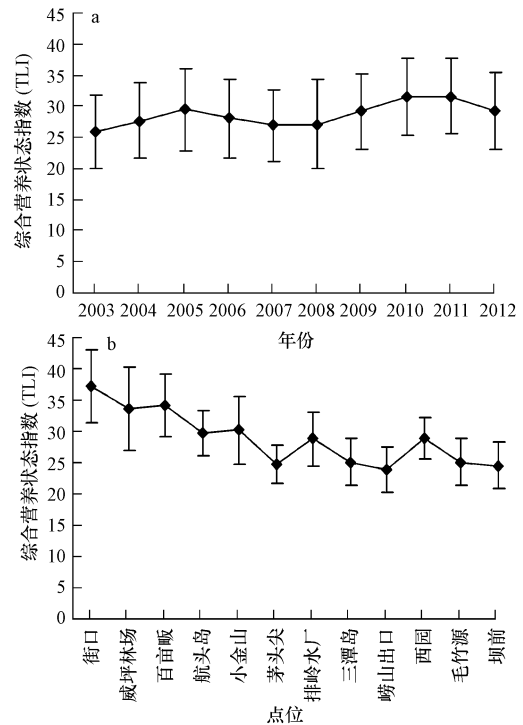 a
综合营养状态指数(TLI)
45
40
35
30
25
20
15
10
5
0
2003 2004 2005 2006 2007 2008 2009 2010 2011 2012
年份
b
综合营养状态指数(TLI)
45
40
35
30
25
20
15
10
5
0
街口
威坪林场
百亩畈
航头岛
小金山
茅头尖
排岭水厂
三潭岛
崂山出口
西园
毛竹源
坝前
点位